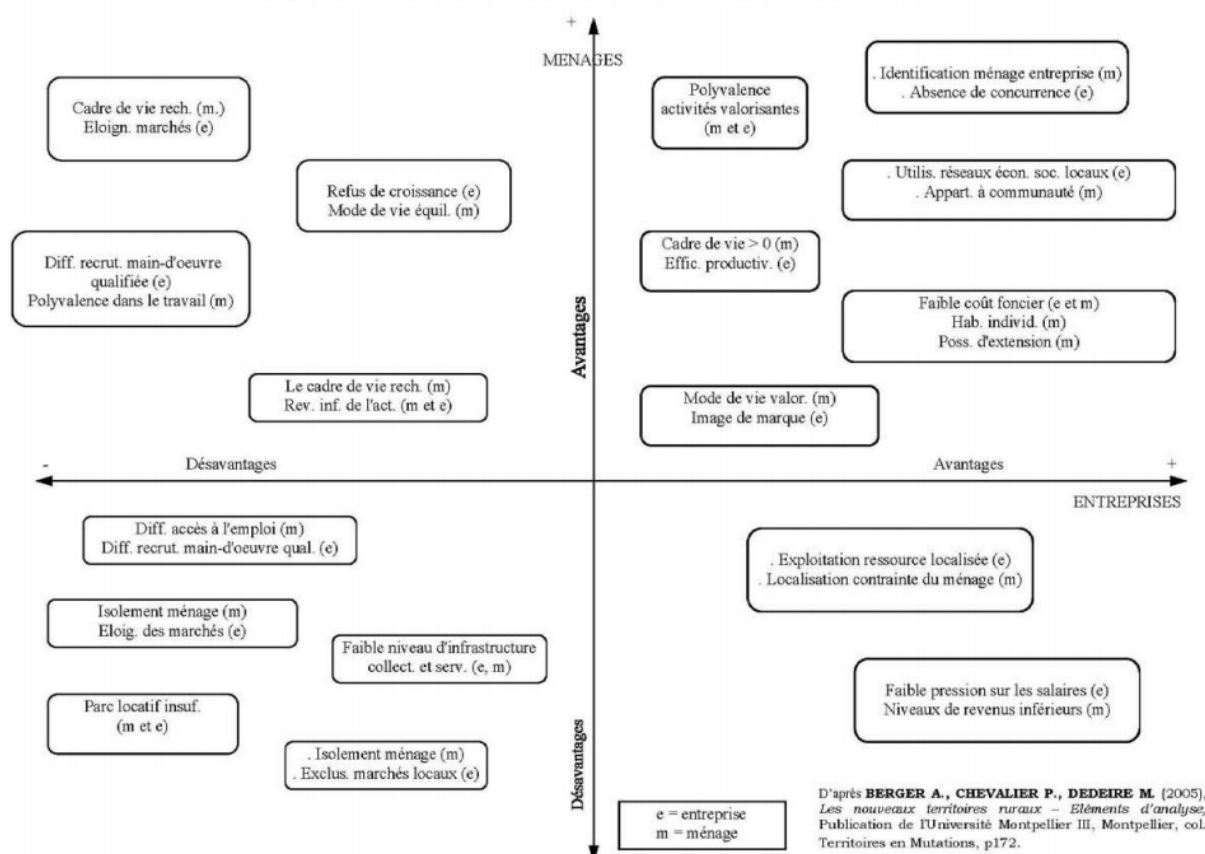 +
MENAGES
Cadre de vie rech. (m.)
Eloign. marchés (e)
Refus de croissance (e)
Mode de vie équil. (m)
Diff. recrut. main-d'oeuvre
qualifiée (e)
Polyvalence dans le travail (m)
Le cadre de vie rech. (m)
Rev. inf. de l'act. (m et e)
Polyvalence
activités valorisantes
(m et e)
. Identification ménage entreprise (m)
. Absence de concurrence (e)
. Utilis. réseaux écon. soc. locaux (e)
. Appart. à communauté (m)
Cadre de vie > 0 (m)
Effic. productiv. (e)
Faible coût foncier (e et m)
Hab. individ. (m)
Poss. d'extension (m)
Mode de vie valor. (m)
Image de marque (e)
Avantages
-
Désavantages
Avantages
+
ENTREPRISES
Diff. accès à l'emploi (m)
Diff. recrut. main-d'oeuvre qual. (e)
Isolement ménage (m)
Eloig. des marchés (e)
Faible niveau d'infrastructure
collect. et serv. (e, m)
Parc locatif insuf.
(m et e)
. Isolement ménage (m)
. Exclus. marchés locaux (e)
Désavantages
. Exploitation ressource localisée (e)
. Localisation contrainte du ménage (m)
Faible pression sur les salaires (e)
Niveaux de revenus inférieurs (m)
e = entreprise
m = ménage
D'après BERGER A., CHEVALIER P., DEDEIRE M. (2005),
Les nouveaux territoires ruraux – Eléments d'analyse,
Publication de l'Université Montpellier III, Montpellier, col.
Territoires en Mutations, p172.